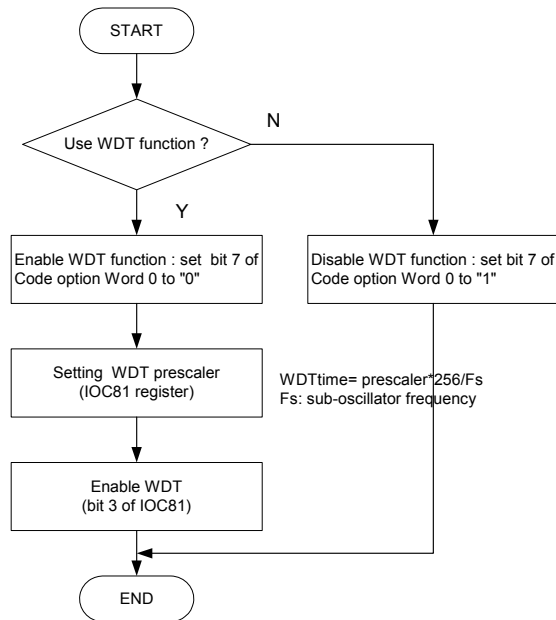 START
Use WDT function ?
N
Y
Enable WDT function : set bit 7 of
Code option Word 0 to "0"
Disable WDT function : set bit 7 of
Code option Word 0 to "1"
Setting WDT prescaler
(IOC81 register)
WDTtime= prescaler*256/Fs
Fs: sub-oscillator frequency
Enable WDT
(bit 3 of IOC81)
END